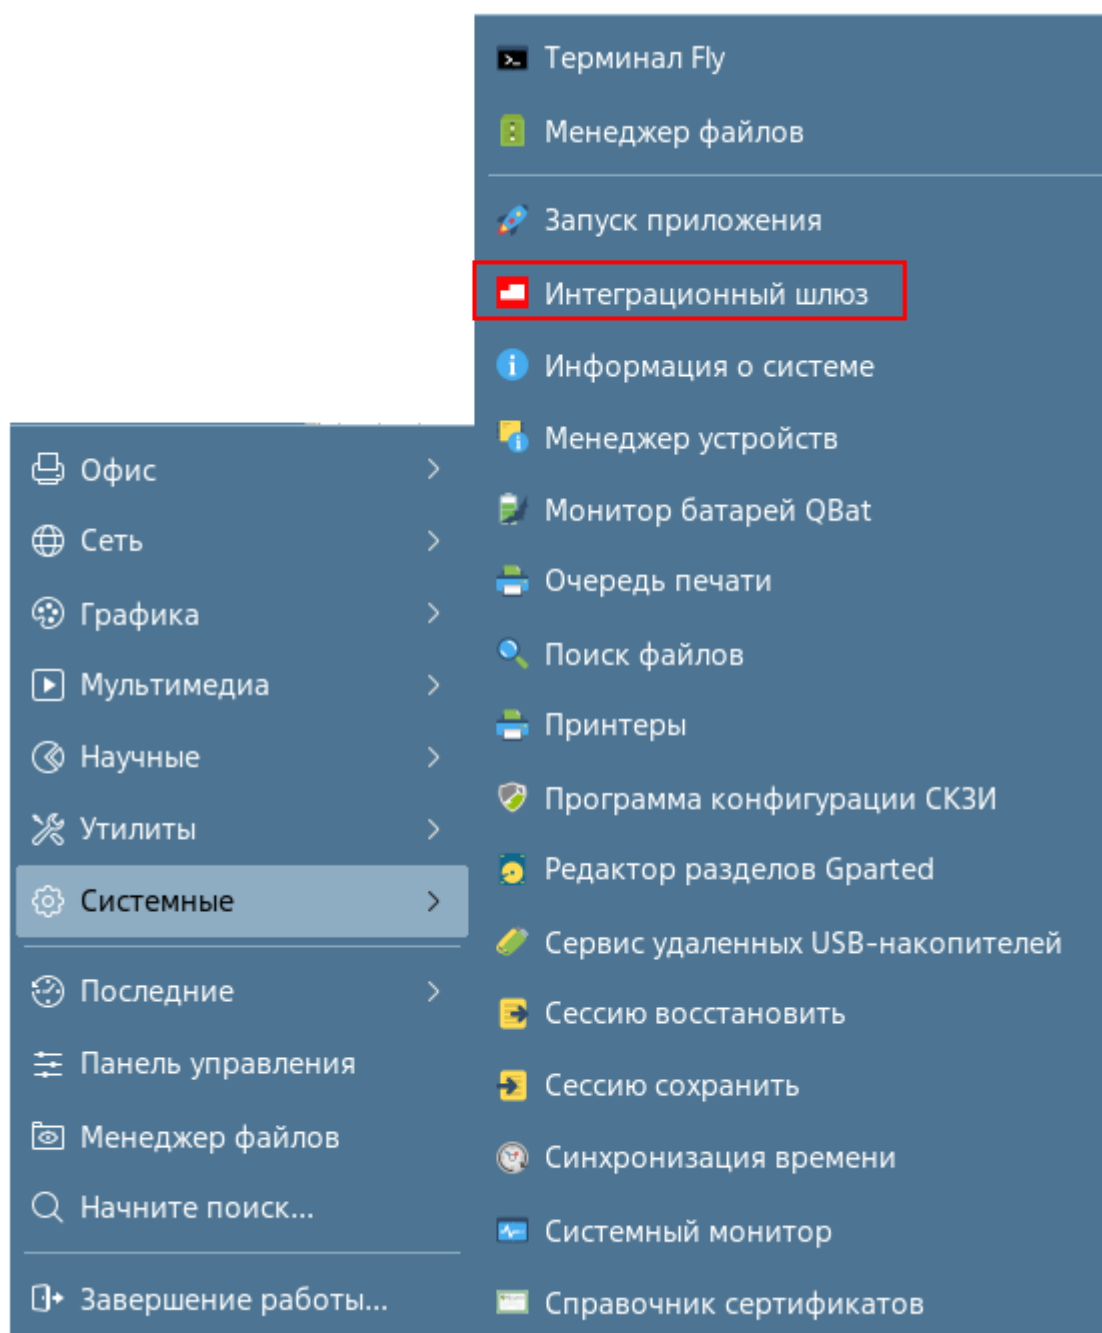 Терминал Fly
Менеджер файлов
Запуск приложения
Интеграционный шлюз
Информация о системе
Менеджер устройств
Монитор батарей QBat
Очередь печати
Поиск файлов
Принтеры
Программа конфигурации СКЗИ
Редактор разделов Gparted
Сервис удаленных USB-накопителей
Сессию восстановить
Сессию сохранить
Синхронизация времени
Системный монитор
Справочник сертификатов
Офис
Сеть
Графика
Мультимедиа
Научные
Утилиты
Системные
Последние
Панель управления
Менеджер файлов
Начните поиск...
Завершение работы...